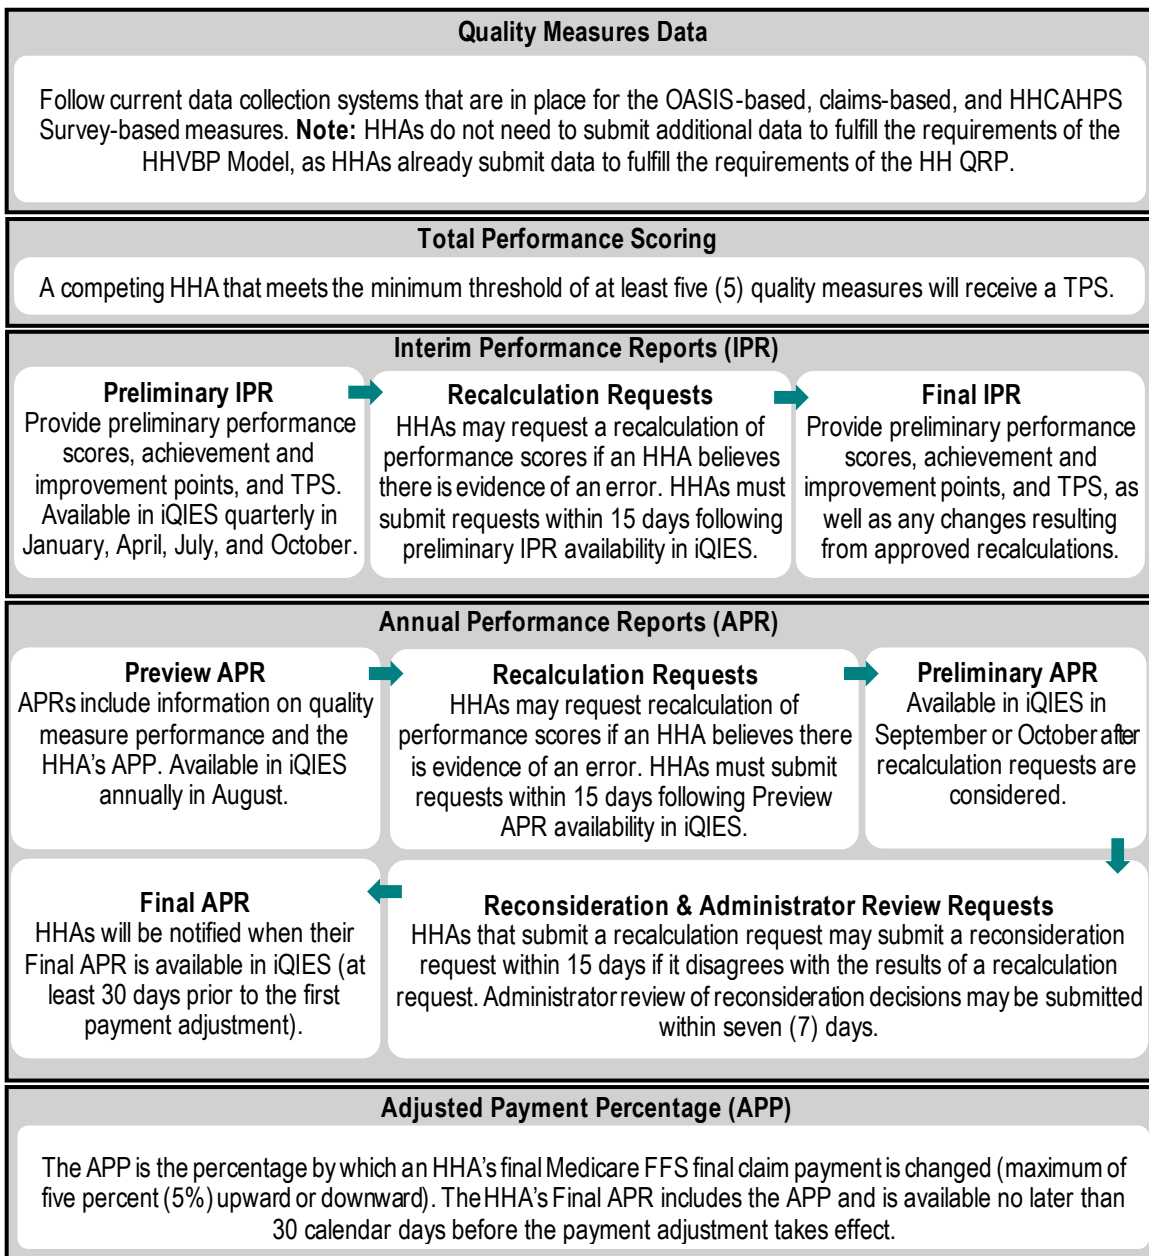 Quality Measures Data
Follow current data collection systems that are in place for the OASIS-based, claims-based, and HHCAHPS
Survey-based measures. Note: HHAs do not need to submit additional data to fulfill the requirements of the
HHVBP Model, as HHAs already submit data to fulfill the requirements of the HH QRP.
Total Performance Scoring
A competing HHA that meets the minimum threshold of at least five (5) quality measures will receive a TPS.
Interim Performance Reports (IPR)
Preliminary IPR
Provide preliminary performance
scores, achievement and
improvement points, and TPS.
Available in iQIES quarterly in
January, April, July, and October.
Recalculation Requests
HHAs may request a recalculation of
performance scores if an HHA believes
there is evidence of an error. HHAs must
submit requests within 15 days following
preliminary IPR availability in iQIES.
Final IPR
Provide preliminary performance
scores, achievement and
improvement points, and TPS, as
well as any changes resulting
from approved recalculations.
Annual Performance Reports (APR)
Preview APR
APRs include information on quality
measure performance and the
HHA's APP. Available in iQIES
annually in August.
Recalculation Requests
HHAs may request recalculation of
performance scores if an HHA believes there
is evidence of an error. HHAs must submit
requests within 15 days following Preview
APR availability in iQIES.
Preliminary APR
Available in iQIES in
September or October after
recalculation requests are
considered.
Final APR
HHAs will be notified when their
Final APR is available in iQIES (at
least 30 days prior to the first
payment adjustment).
Reconsideration & Administrator Review Requests
HHAs that submit a recalculation request may submit a reconsideration
request within 15 days if it disagrees with the results of a recalculation
request. Administrator review of reconsideration decisions may be submitted
within seven (7) days.
Adjusted Payment Percentage (APP)
The APP is the percentage by which an HHA's final Medicare FFS final claim payment is changed (maximum of
five percent (5%) upward or downward). The HHA's Final APR includes the APP and is available no later than
30 calendar days before the payment adjustment takes effect.